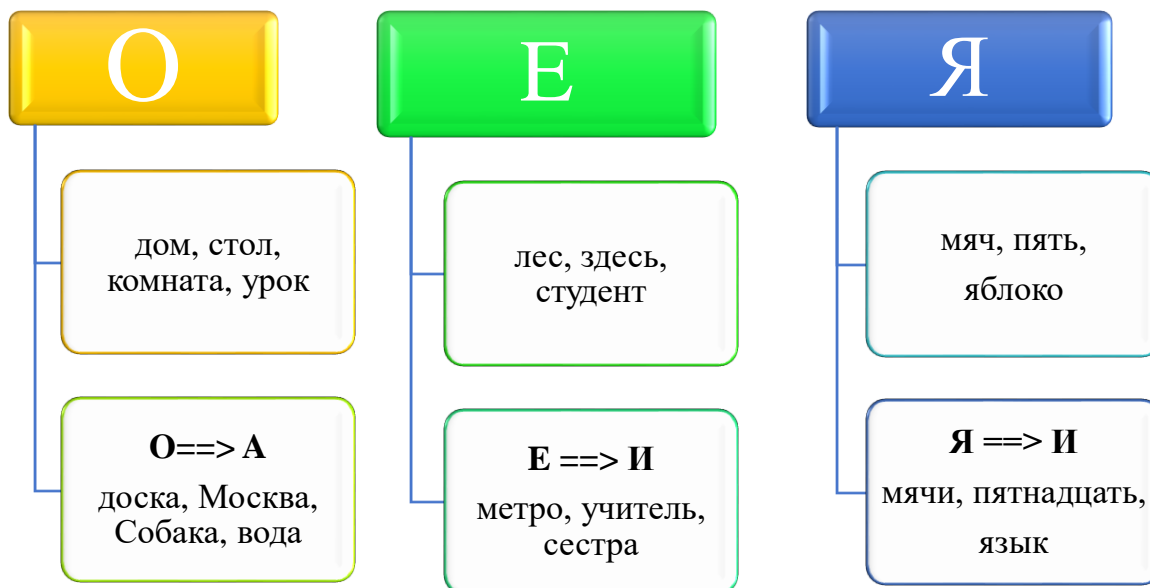 О
дом, стол,
комната, урок
О==> А
доска, Москва,
Собака, вода
Е
лес, здесь,
студент
Е ==> И
метро, учитель,
сестра
Я
мяч, пять,
яблоко
Я ==> И
мячи, пятнадцать,
язык